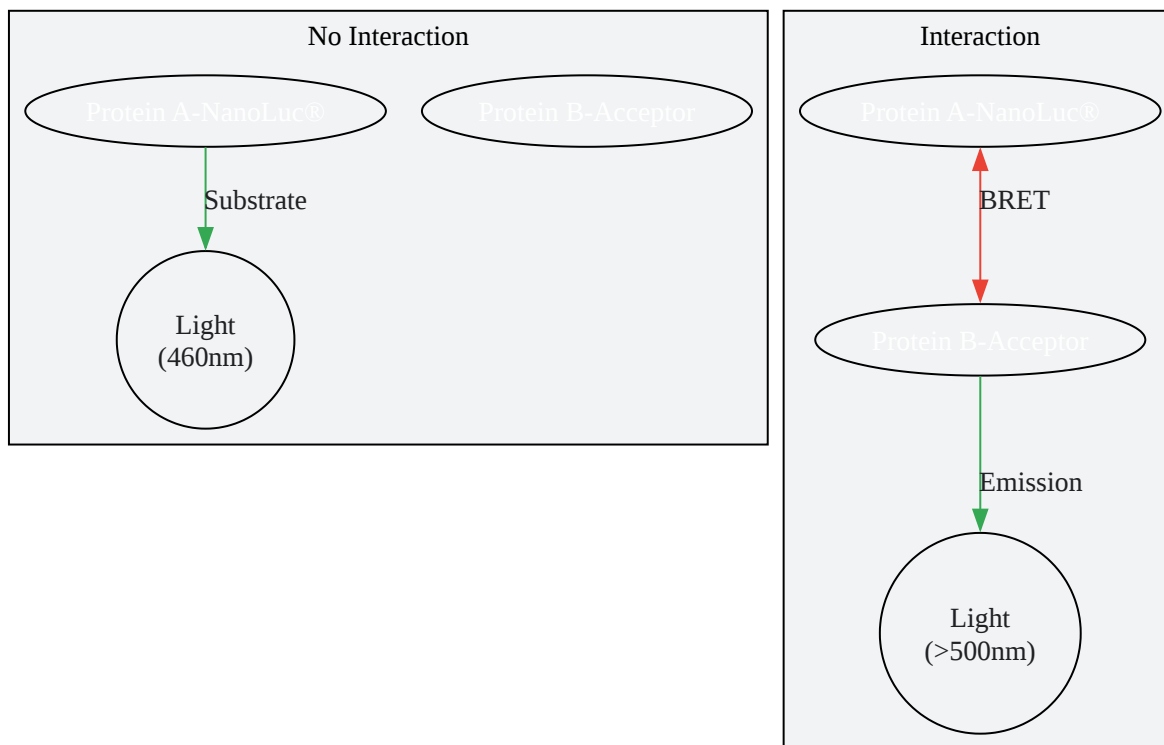 No Interaction
Protein A-NanoLuc®
Protein B-Acceptor
Substrate
Light
(460nm)
Interaction
Protein A-NanoLuc®
BRET
Protein B-Acceptor
Emission
Light
(>500nm)